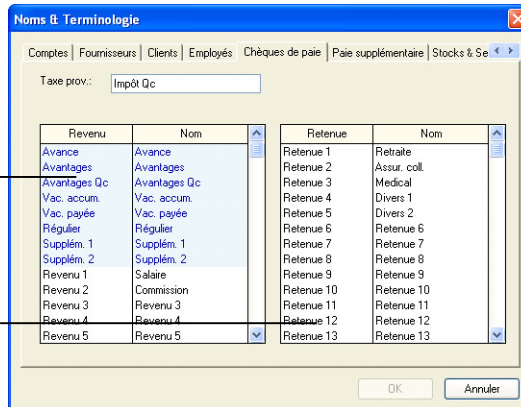 Noms & Terminologie
Comptes Fournisseurs Clients Employés Chèques de paie Paie supplémentaire Stocks & Se
Taxe prov.: Impôt Qc
Revenu Nom Retenue Nom
Avance Avance Retenue 1 Retraite
Avantages Avantages Retenue 2 Assur. coll.
Avantages Qc Avantages Qc Retenue 3 Medical
Vac. accum. Vac. accum. Retenue 4 Divers 1
Vac. payée Vac. payée Retenue 5 Divers 2
Régulier Régulier Retenue 6 Retenue 6
Supplém. 1 Supplém. 1 Retenue 7 Retenue 7
Supplém. 2 Supplém. 2 Retenue 8 Retenue 8
Revenu 1 Salaire Retenue 9 Retenue 9
Revenu 2 Commission Retenue 10 Retenue 10
Revenu 3 Revenu 3 Retenue 11 Retenue 11
Revenu 4 Revenu 4 Retenue 12 Retenue 12
Revenu 5 Revenu 5 Retenue 13 Retenue 13
OK Annuler